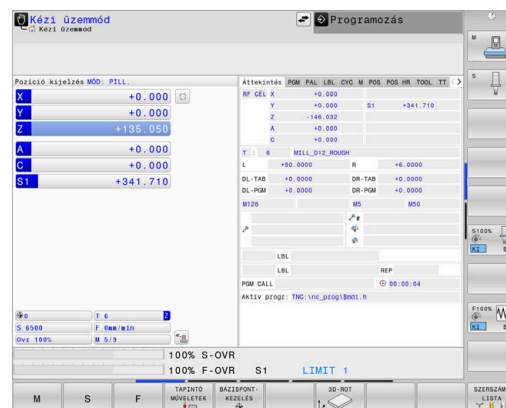 Kézi üzemmód
Kézi üzemmód
Programozás
Pozíció kijelzés MÓD: PILL.
X +0.000
Y +0.000
Z +135.050
A +0.000
C +0.000
S1 +341.710
0 T 6 Z
S 6500 F 0mm/min
Ovr 100% M 5/9
Áttekintés PGM PAL LBL CYC M POS POS HR TOOL TT
RF CÉL X +0.000
Y +0.000 S1 +341.710
Z -146.032
A +0.000
C +0.000
T : 6 MILL_D12_ROUGH
L +50.0000 R +6.0000
DL-TAB +0.0000 DR-TAB +0.0000
DL-PGM +0.0000 DR-PGM +0.0000
M126 M5 M50
LBL
LBL REP
PGM CALL 00:00:04
Aktív progr: TNC:\nc_prog\$mdi.h
100% S-OVR
100% F-OVR S1 LIMIT 1
M S F
TAPINTÓ MŰVELETEK
BÁZISPONT-KEZELÉS
3D-ROT
SZERSZÁM LISTA
M
S
S100%
KI
F100%
KI